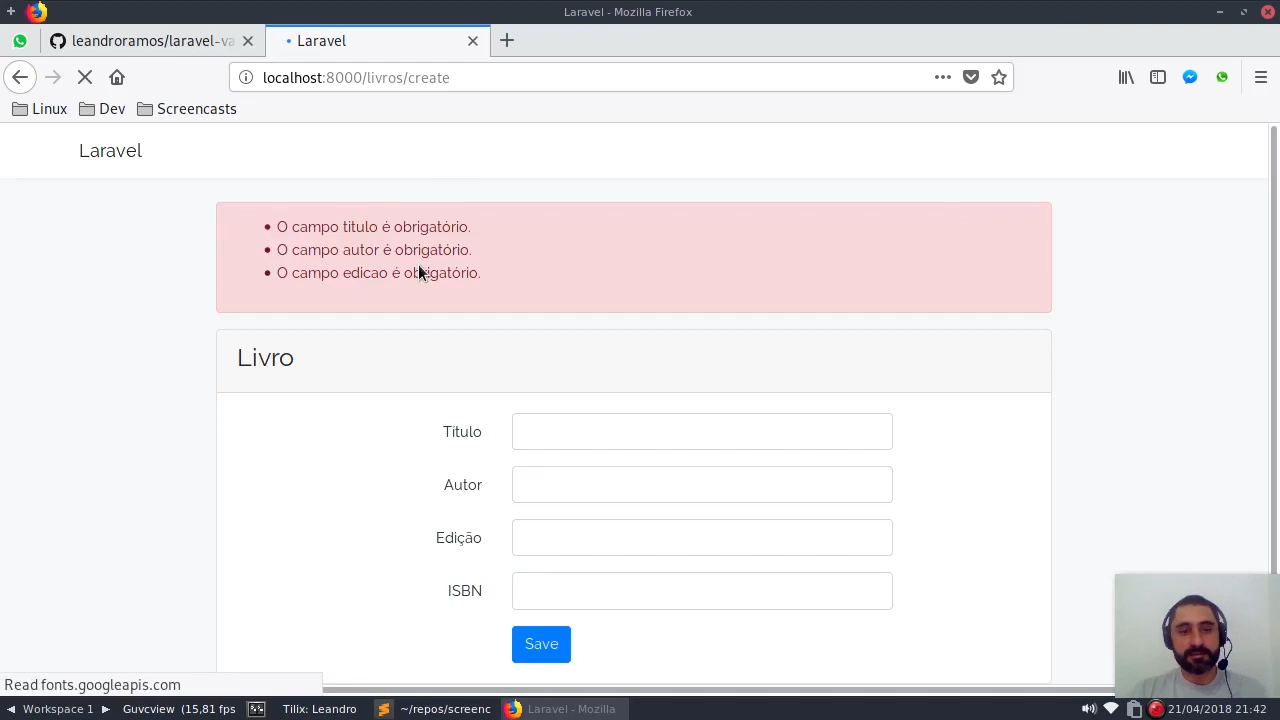 Laravel - Mozilla Firefox
leandroramos/laravel-va
Laravel
localhost:8000/livros/create
Linux Dev Screencasts
Laravel
O campo titulo é obrigatório.
O campo autor é obrigatório.
O campo edicao é obrigatório.
Livro
Título
Autor
Edição
ISBN
Save
Read fonts.googleapis.com
Workspace 1
Guvcview (15,81 fps
Tilix: Leandro
~/repos/screenc
Laravel - Mozilla
21/04/2018 21:42